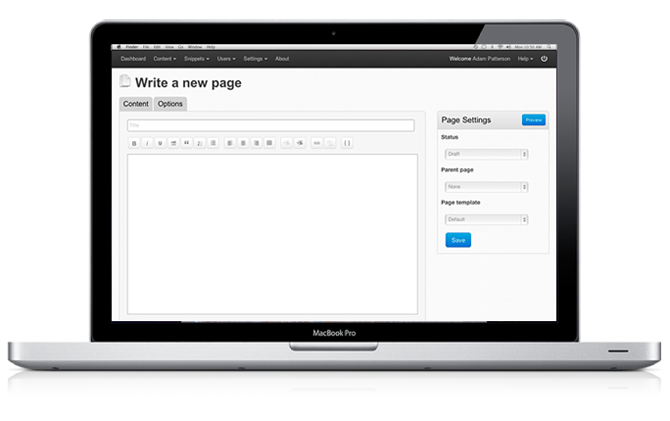 Finder File Edit View Go Window Help
Dashboard Content Snippets Users Settings About Welcome Adam Patterson Help
Write a new page
Content Options
Title
B I U
Page Settings Preview
Status
Draft
Parent page
None
Page template
Default
Save
MacBook Pro